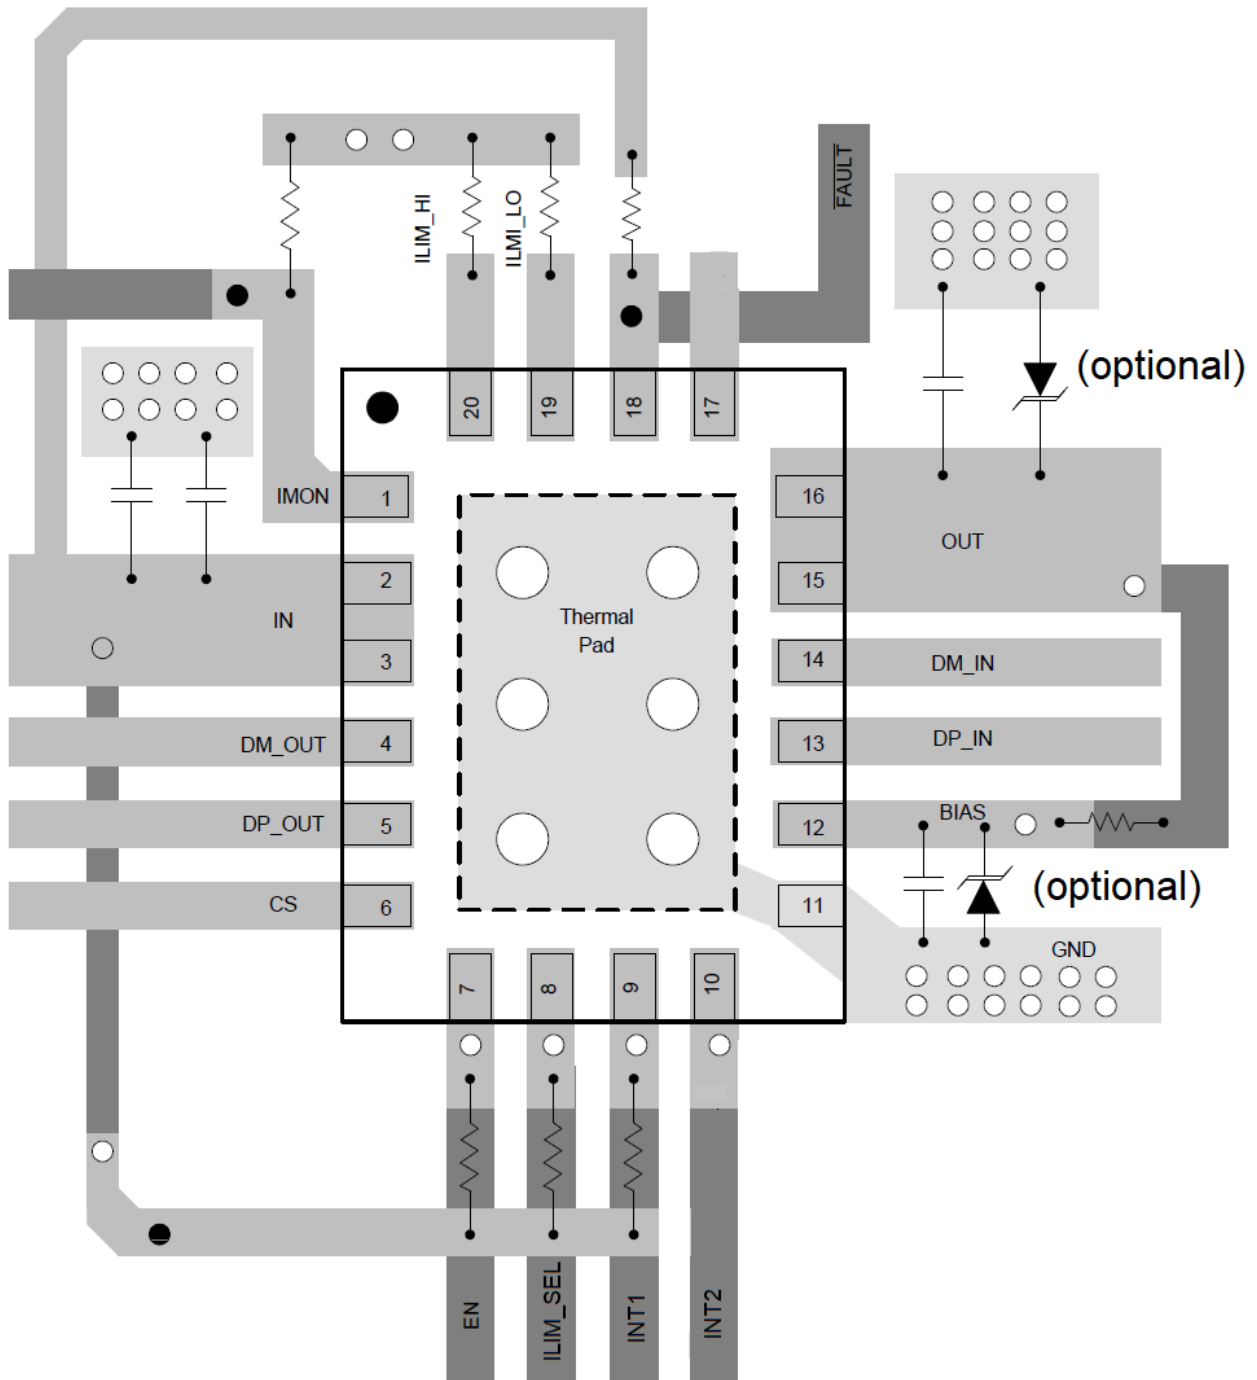 ILIM_HI
ILMI_LO
FAULT
(optional)
20
19
18
17
IMON
1
16
OUT
2
15
IN
Thermal
Pad
3
14
DM_IN
DM_OUT
4
13
DP_IN
DP_OUT
5
12
BIAS
(optional)
CS
6
11
GND
7
8
9
10
EN
ILIM_SEL
INT1
INT2